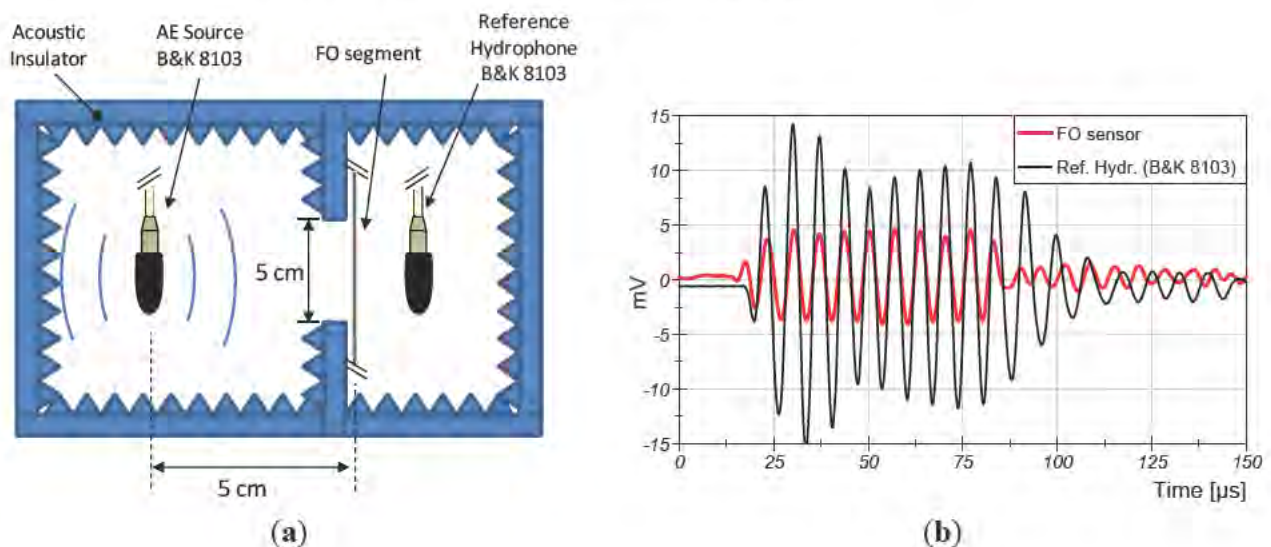 Acoustic
Insulator
AE Source
B&K 8103
FO segment
Reference
Hydrophone
B&K 8103
5 cm
5 cm
(a)
15
10
5
0
-5
-10
-15
mV
FO sensor
Ref. Hydr. (B&K 8103)
0 25 50 75 100 125 150
Time [µs]
(b)